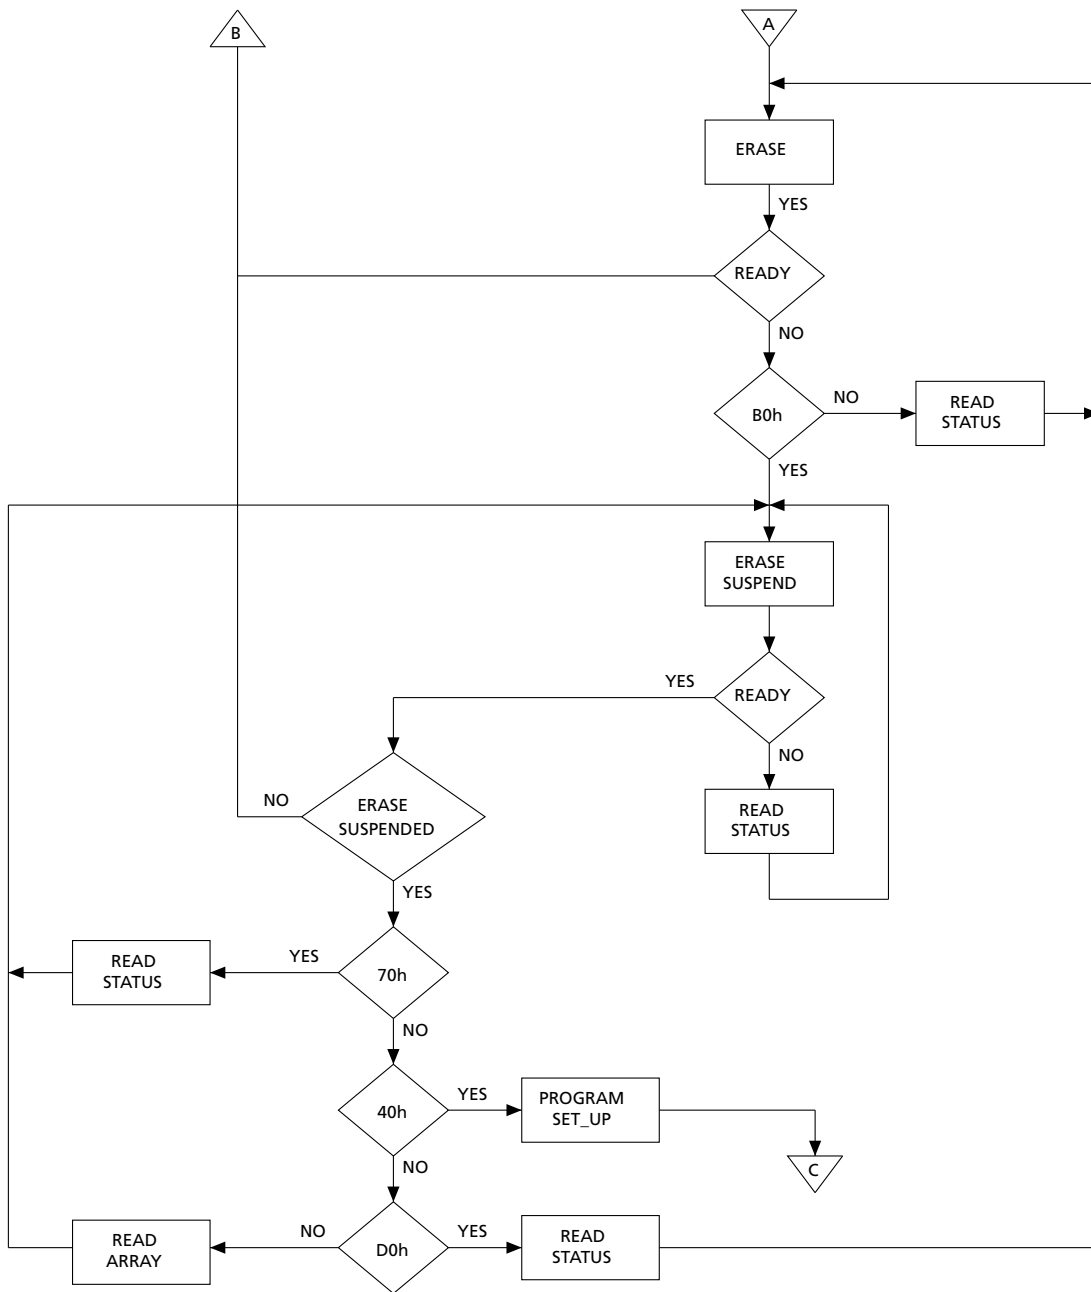 B
A
ERASE
YES
READY
NO
B0h
NO
READ
STATUS
YES
ERASE
SUSPEND
YES
READY
NO
NO
ERASE
SUSPENDED
READ
STATUS
YES
READ
STATUS
YES
70h
NO
40h
YES
PROGRAM
SET_UP
NO
C
READ
ARRAY
NO
D0h
YES
READ
STATUS